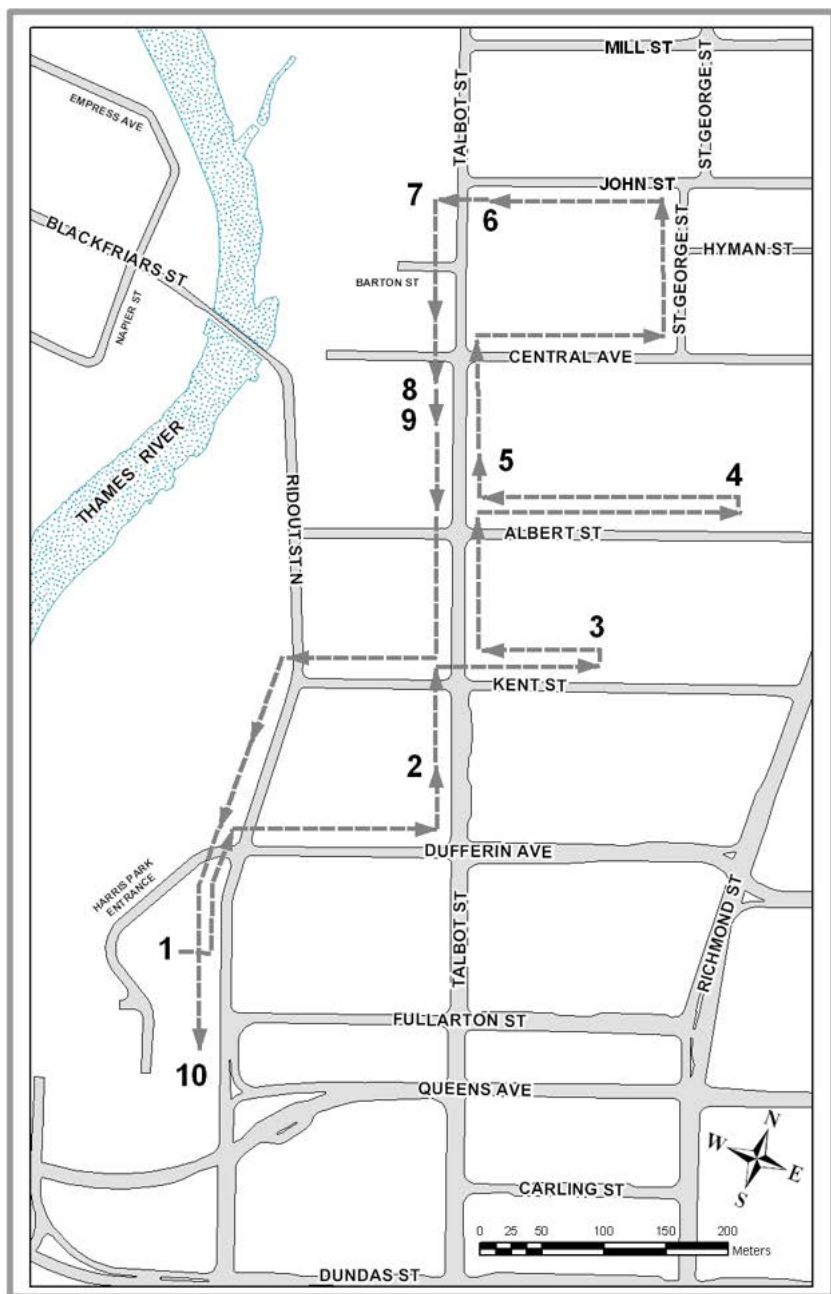 MILL ST
ST GEORGE ST
TALBOT ST
EMPRESS AVE
JOHN ST
7
6
BLACKFRIARS ST
ST GEORGE ST
HYMAN ST
BARTON ST
NAPIER ST
CENTRAL AVE
8
9
THAMES RIVER
5
4
RIDOUT ST N
ALBERT ST
3
KENT ST
2
DUFFERIN AVE
HARRIS PARK
ENTRANCE
RICHMOND ST
TALBOT ST
1
FULLARTON ST
10
QUEENS AVE
N
W
E
S
CARLING ST
0 25 50 100 150 200
Meters
DUNDAS ST